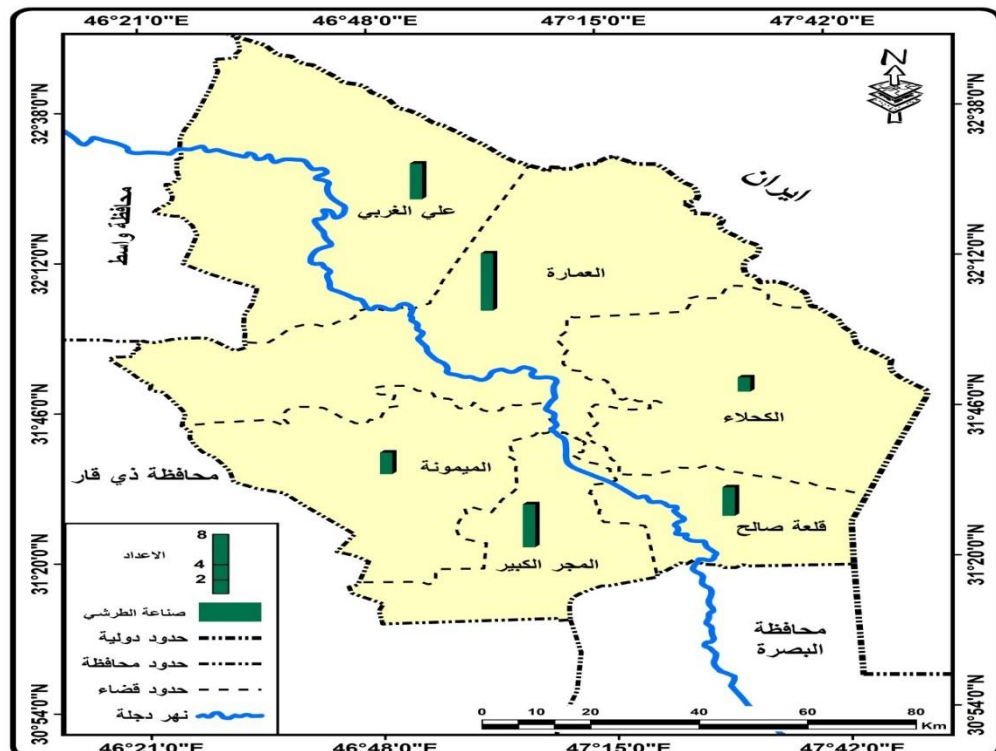 46°21'0"E 46°48'0"E 47°15'0"E 47°42'0"E
32°38'0"N
32°12'0"N
31°46'0"N
31°20'0"N
30°54'0"N
N
ايران
محافظة واسط
علي الغربي
العمارة
الكحلاء
الميمونة
محافظة ذي قار
قلعة صالح
المجر الكبير
محافظة
البصرة
الاعداد
8
4
2
صناعة الطرشي
حدود دولية
حدود محافظة
حدود قضاء
نهر دجلة
0 10 20 40 60 80
Km
32°38'0"N
32°12'0"N
31°46'0"N
31°20'0"N
30°54'0"N
46°21'0"E 46°48'0"E 47°15'0"E 47°42'0"E